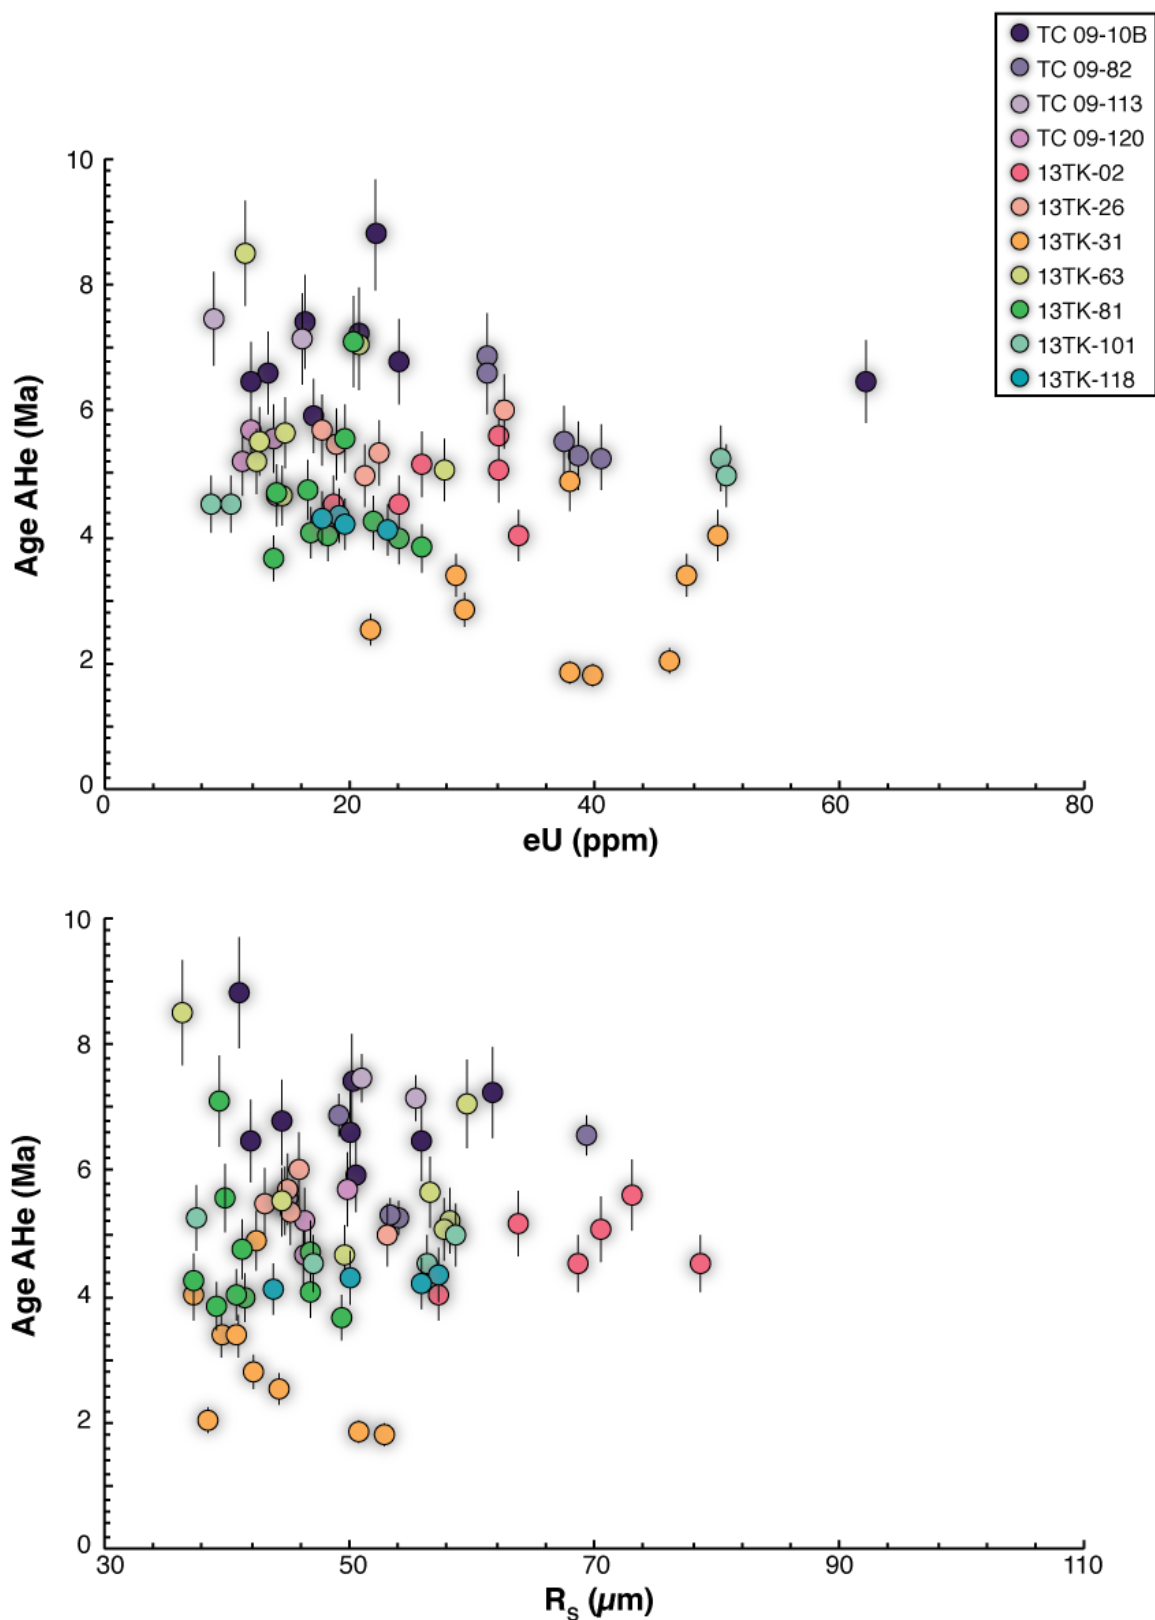 TC 09-10B
TC 09-82
TC 09-113
TC 09-120
13TK-02
13TK-26
13TK-31
13TK-63
13TK-81
13TK-101
13TK-118
10
8
6
4
2
0
Age AHe (Ma)
0 20 40 60 80
eU (ppm)
10
8
6
4
2
0
Age AHe (Ma)
30 50 70 90 110
Rs (μm)